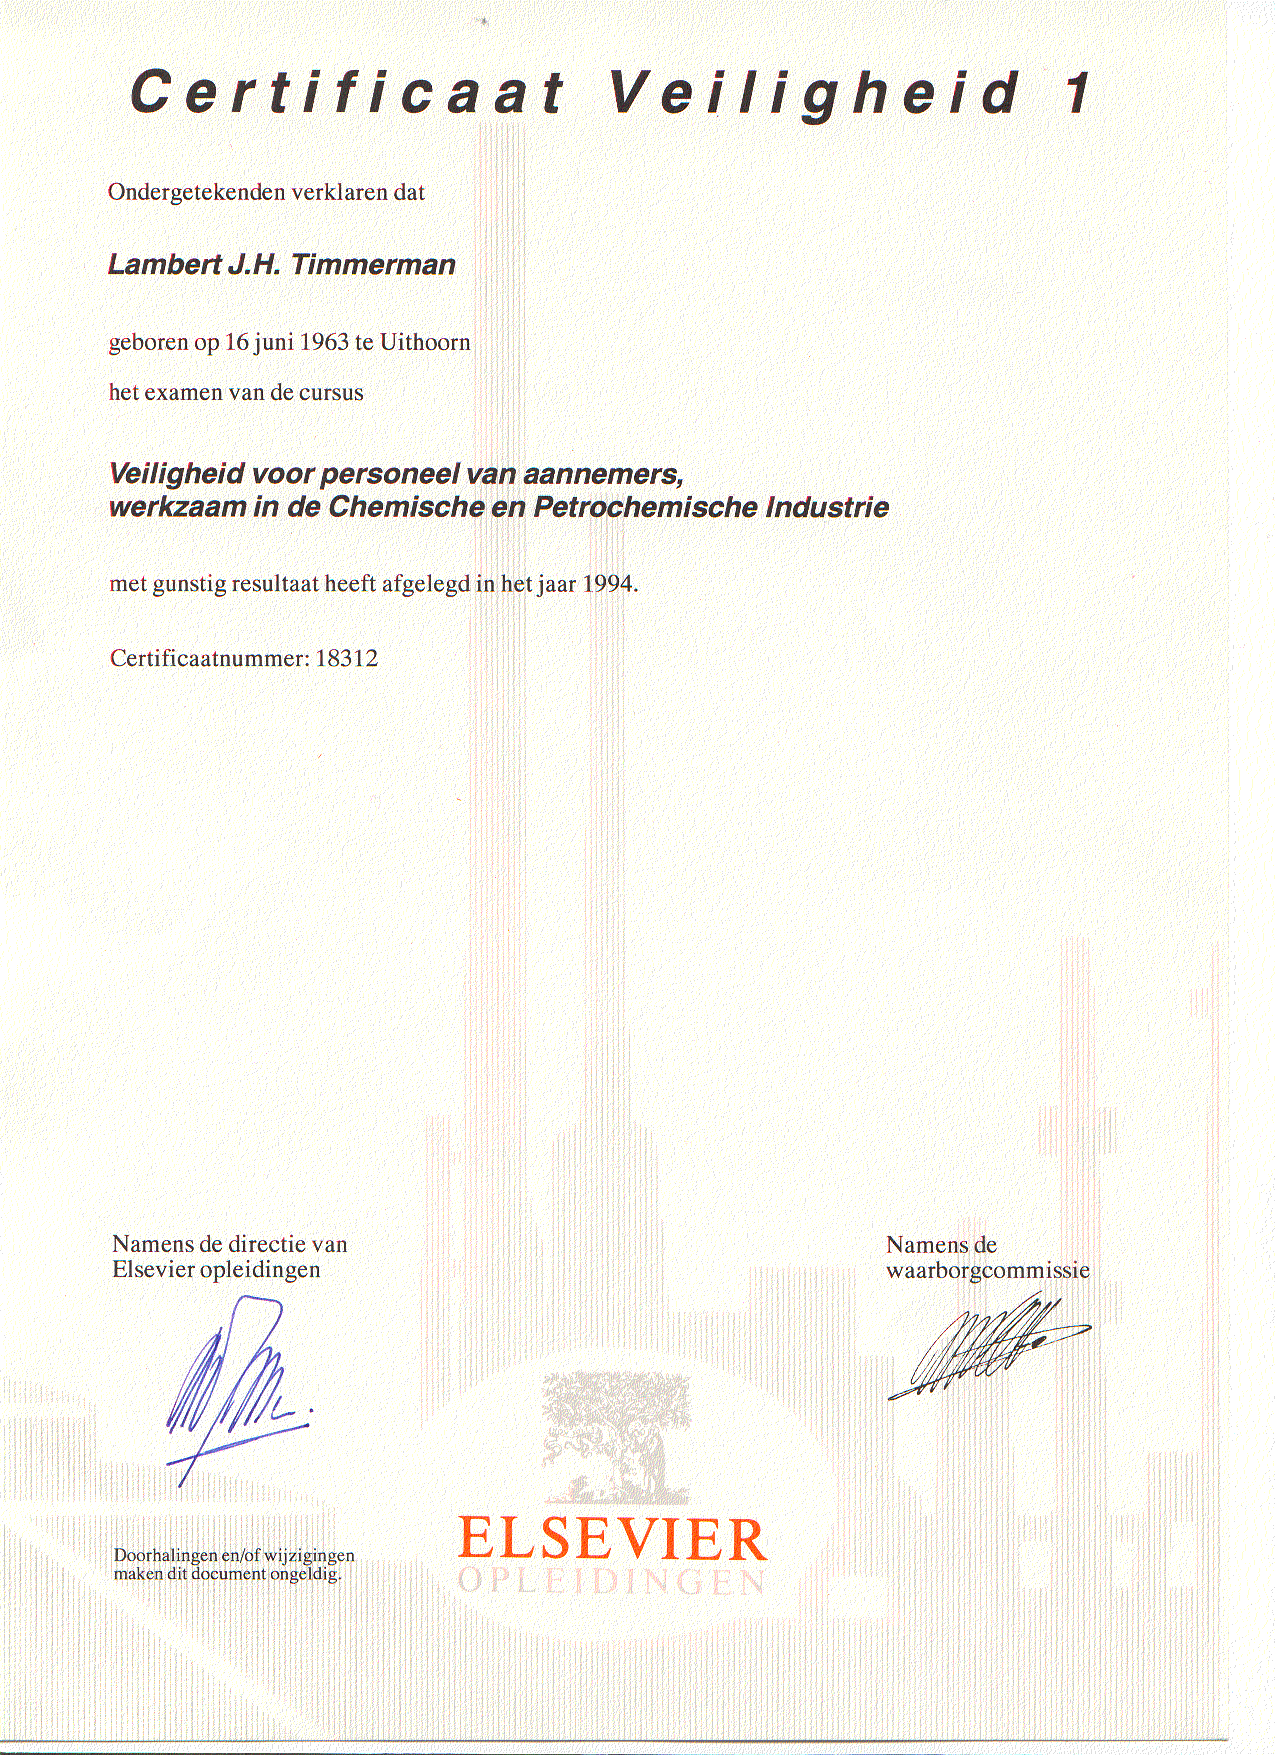 Certificaat Veiligheid 1
Ondergetekenden verklaren dat
Lambert J.H. Timmerman
geboren op 16 juni 1963 te Uithoorn
het examen van de cursus
Veiligheid voor personeel van aannemers,
werkzaam in de Chemische en Petrochemische Industrie
met gunstig resultaat heeft afgelegd in het jaar 1994.
Certificaatnummer: 18312
Namens de directie van
Elsevier opleidingen
Namens de
waarborgcommissie
ELSEVIER
OPLEIDINGEN
Doorhalingen en/of wijzigingen
maken dit document ongeldig.